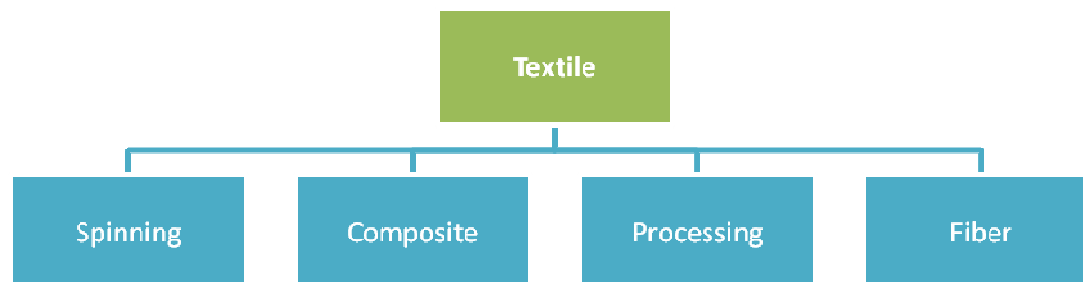 Textile
Spinning
Composite
Processing
Fiber